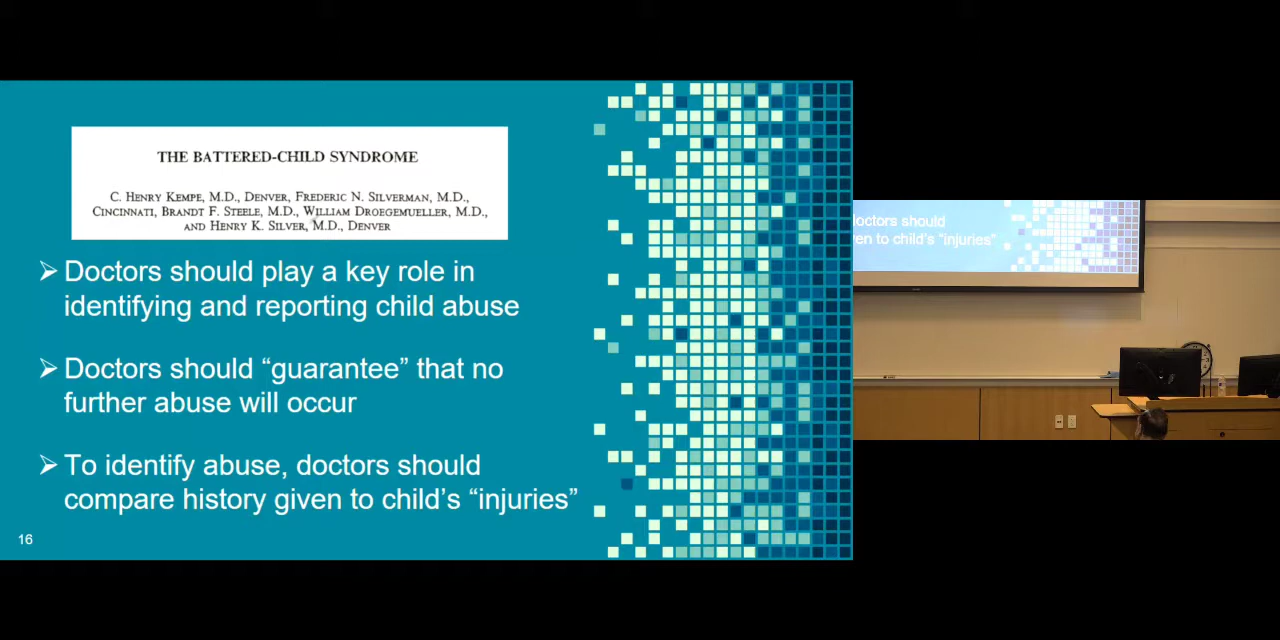 THE BATTERED-CHILD SYNDROME
C. HENRY KEMPE, M.D., DENVER, FREDERIC N. SILVERMAN, M.D.,
CINCINNATI, BRANDT F. STEELE, M.D., WILLIAM DROEGEMUELLER, M.D.,
AND HENRY K. SILVER, M.D., DENVER
➢ Doctors should play a key role in
identifying and reporting child abuse
➢ Doctors should “guarantee” that no
further abuse will occur
➢ To identify abuse, doctors should
compare history given to child’s “injuries”
16
doctors should
en to child’s “injuries”